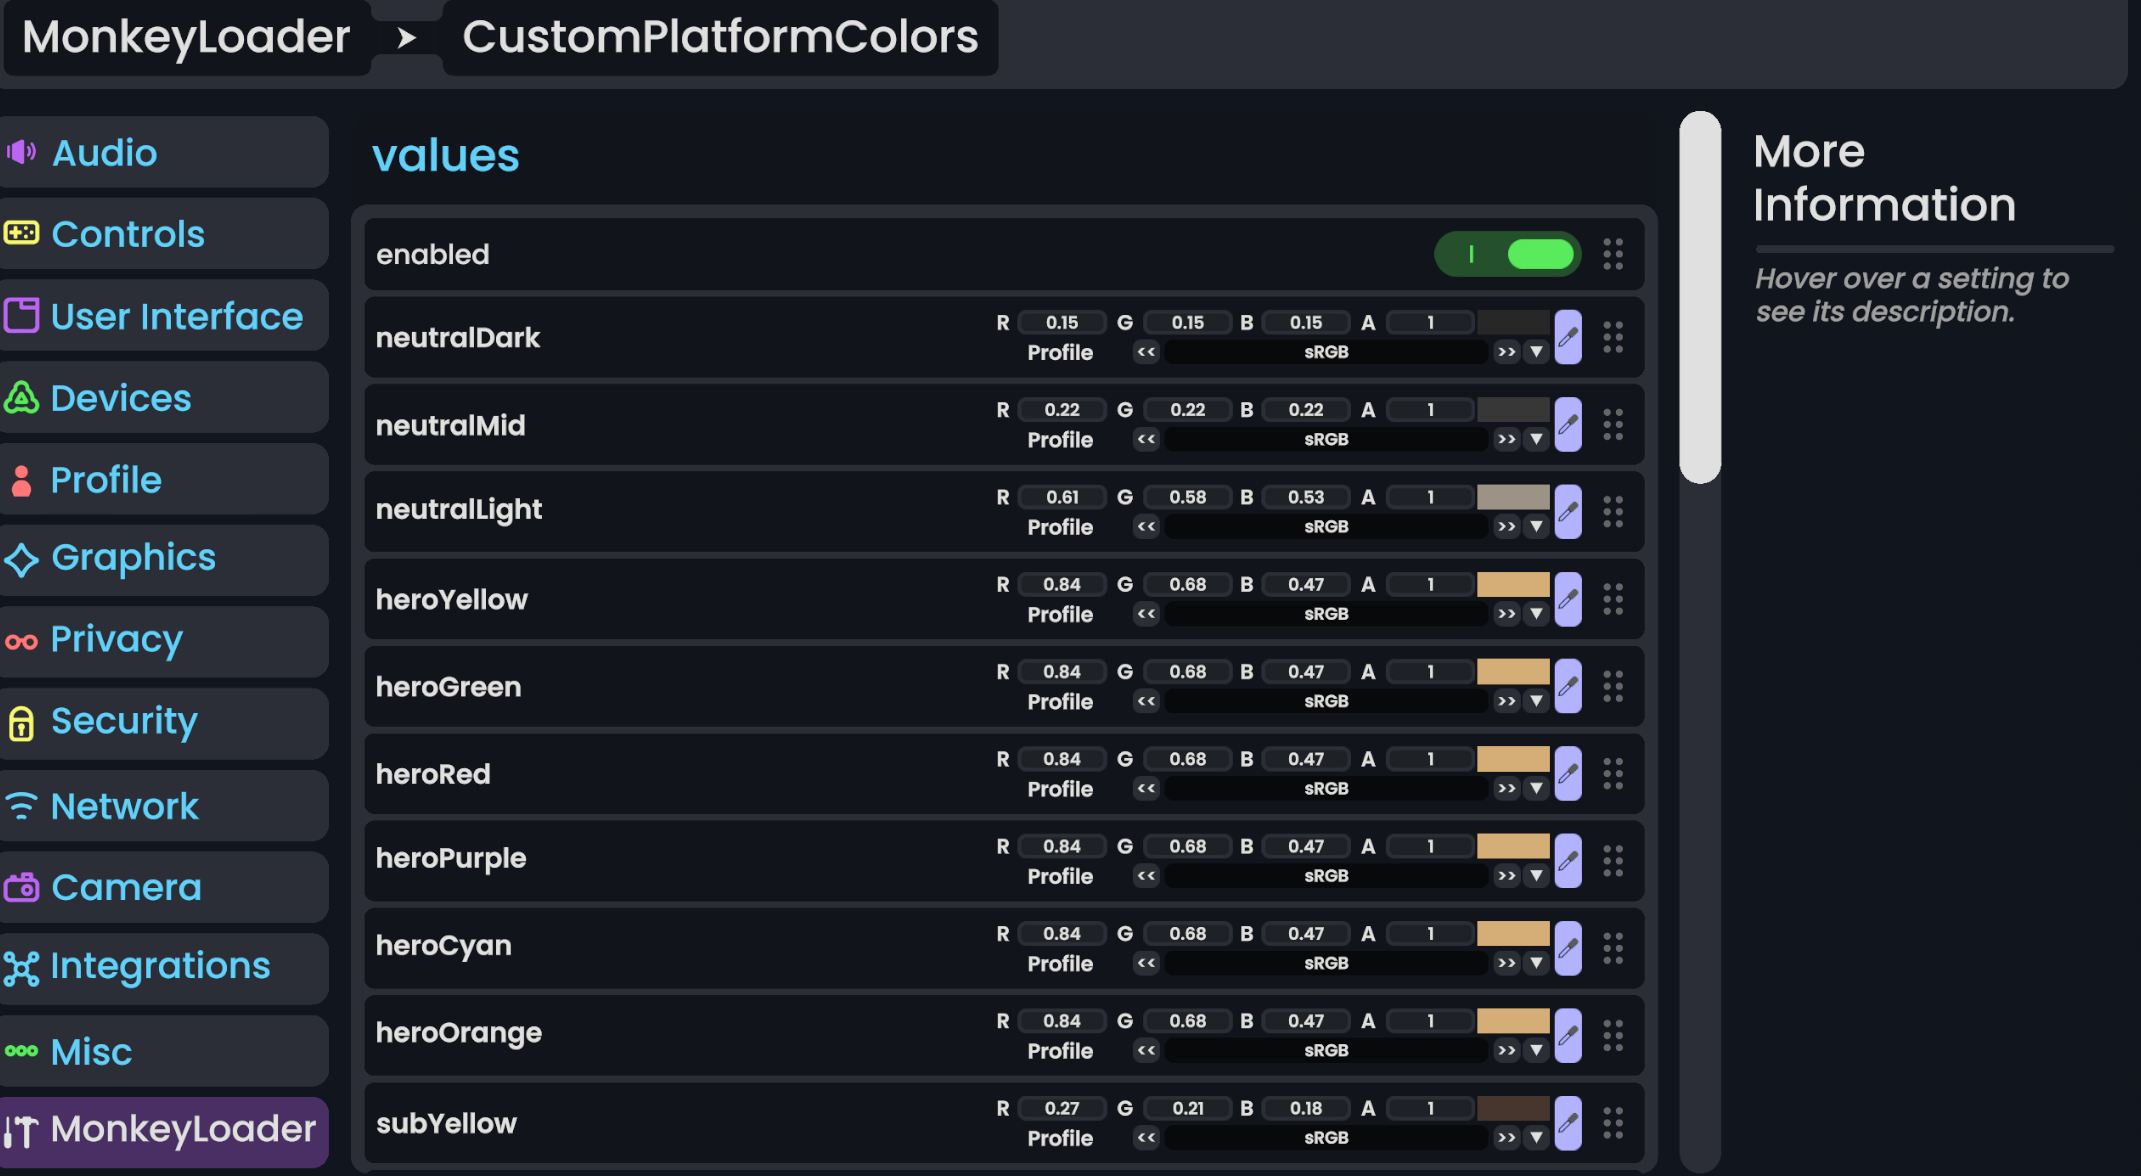 MonkeyLoader ➤ CustomPlatformColors
Audio
Controls
User Interface
Devices
Profile
Graphics
Privacy
Security
Network
Camera
Integrations
Misc
MonkeyLoader
values
enabled
neutralDark R 0.15 G 0.15 B 0.15 A 1
Profile << sRGB >> ▼
neutralMid R 0.22 G 0.22 B 0.22 A 1
Profile << sRGB >> ▼
neutralLight R 0.61 G 0.58 B 0.53 A 1
Profile << sRGB >> ▼
heroYellow R 0.84 G 0.68 B 0.47 A 1
Profile << sRGB >> ▼
heroGreen R 0.84 G 0.68 B 0.47 A 1
Profile << sRGB >> ▼
heroRed R 0.84 G 0.68 B 0.47 A 1
Profile << sRGB >> ▼
heroPurple R 0.84 G 0.68 B 0.47 A 1
Profile << sRGB >> ▼
heroCyan R 0.84 G 0.68 B 0.47 A 1
Profile << sRGB >> ▼
heroOrange R 0.84 G 0.68 B 0.47 A 1
Profile << sRGB >> ▼
subYellow R 0.27 G 0.21 B 0.18 A 1
Profile << sRGB >> ▼
More
Information
Hover over a setting to
see its description.